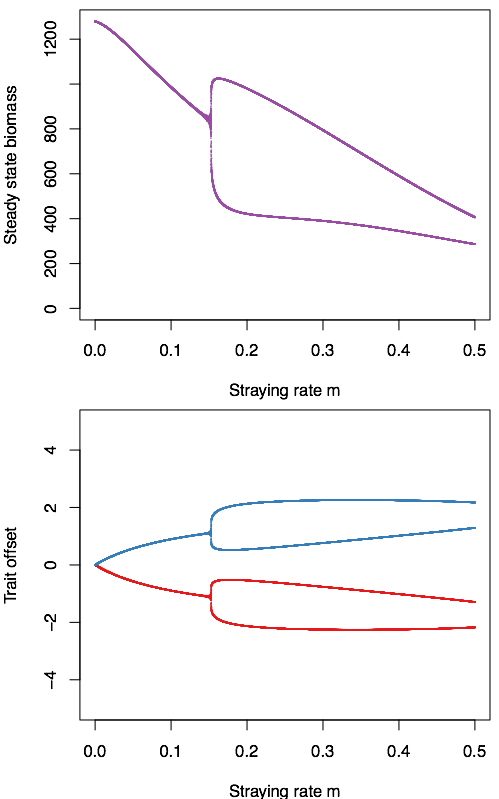 Steady state biomass
1200
800
600
400
200
0
0.0 0.1 0.2 0.3 0.4 0.5
Straying rate m
Trait offset
4
2
0
−2
−4
0.0 0.1 0.2 0.3 0.4 0.5
Straying rate m